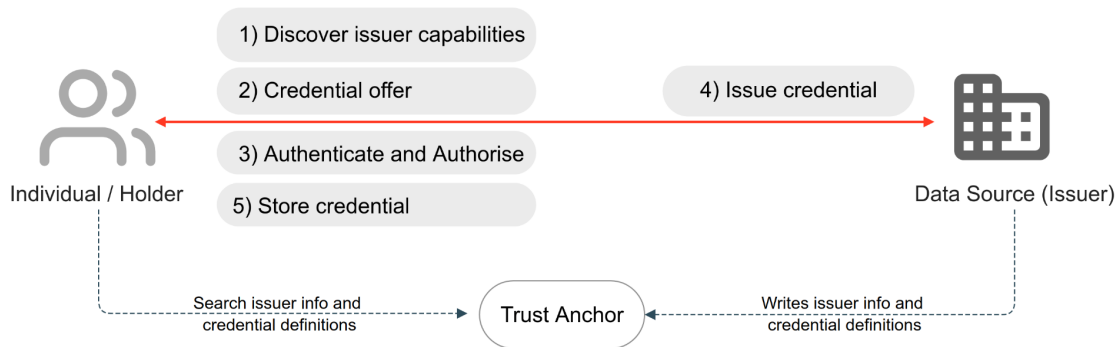 1) Discover issuer capabilities
2) Credential offer
4) Issue credential
3) Authenticate and Authorise
Individual / Holder
5) Store credential
Data Source (Issuer)
Search issuer info and
credential definitions
Trust Anchor
Writes issuer info and
credential definitions